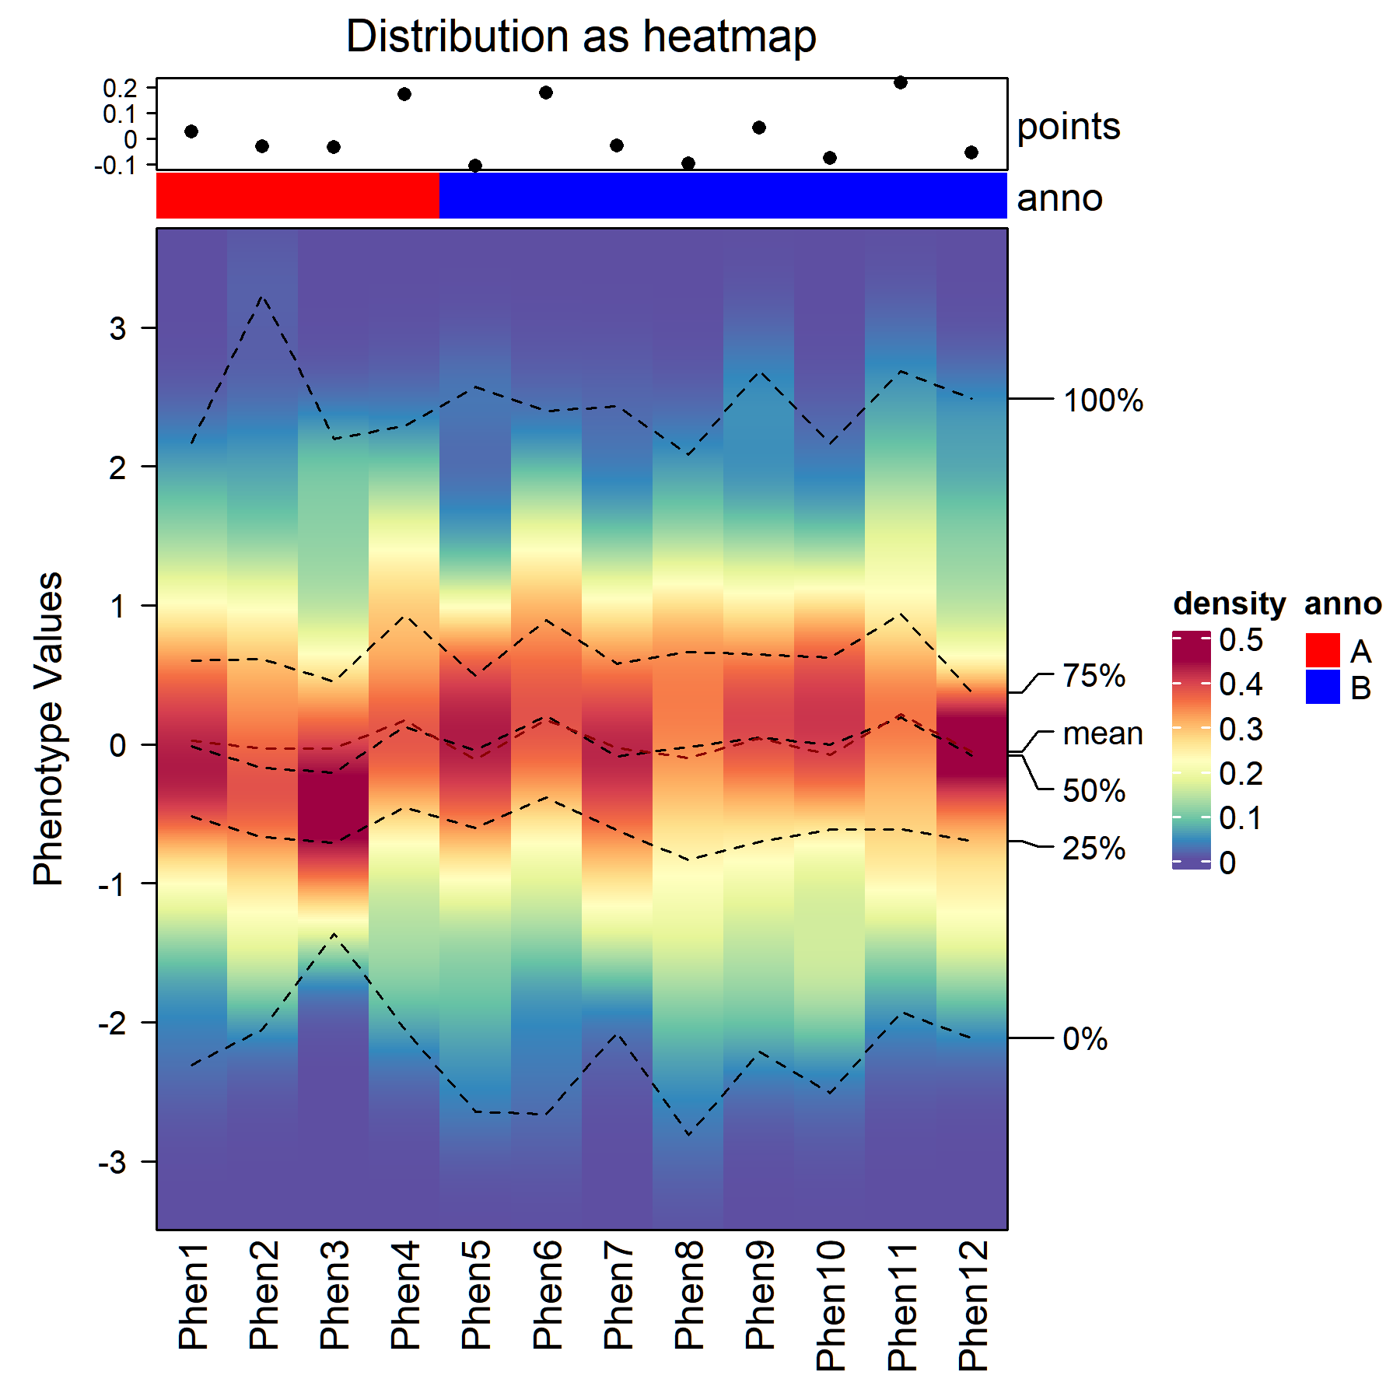 Distribution as heatmap
0.2
0.1
0
-0.1
points
anno
Phenotype Values
3
2
1
0
-1
-2
-3
100%
75%
mean
50%
25%
0%
density
0.5
0.4
0.3
0.2
0.1
0
anno
A
B
Phen1
Phen2
Phen3
Phen4
Phen5
Phen6
Phen7
Phen8
Phen9
Phen10
Phen11
Phen12